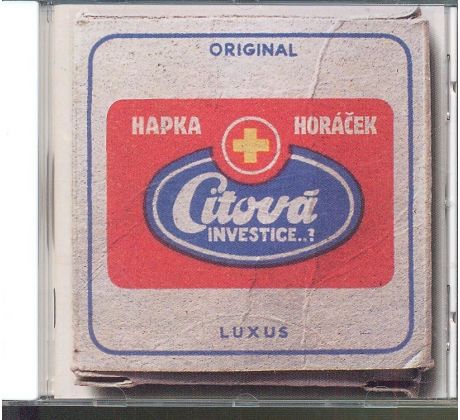 ORIGINAL
HAPKA HORÁČEK
Citová
INVESTICE..?
LUXUS